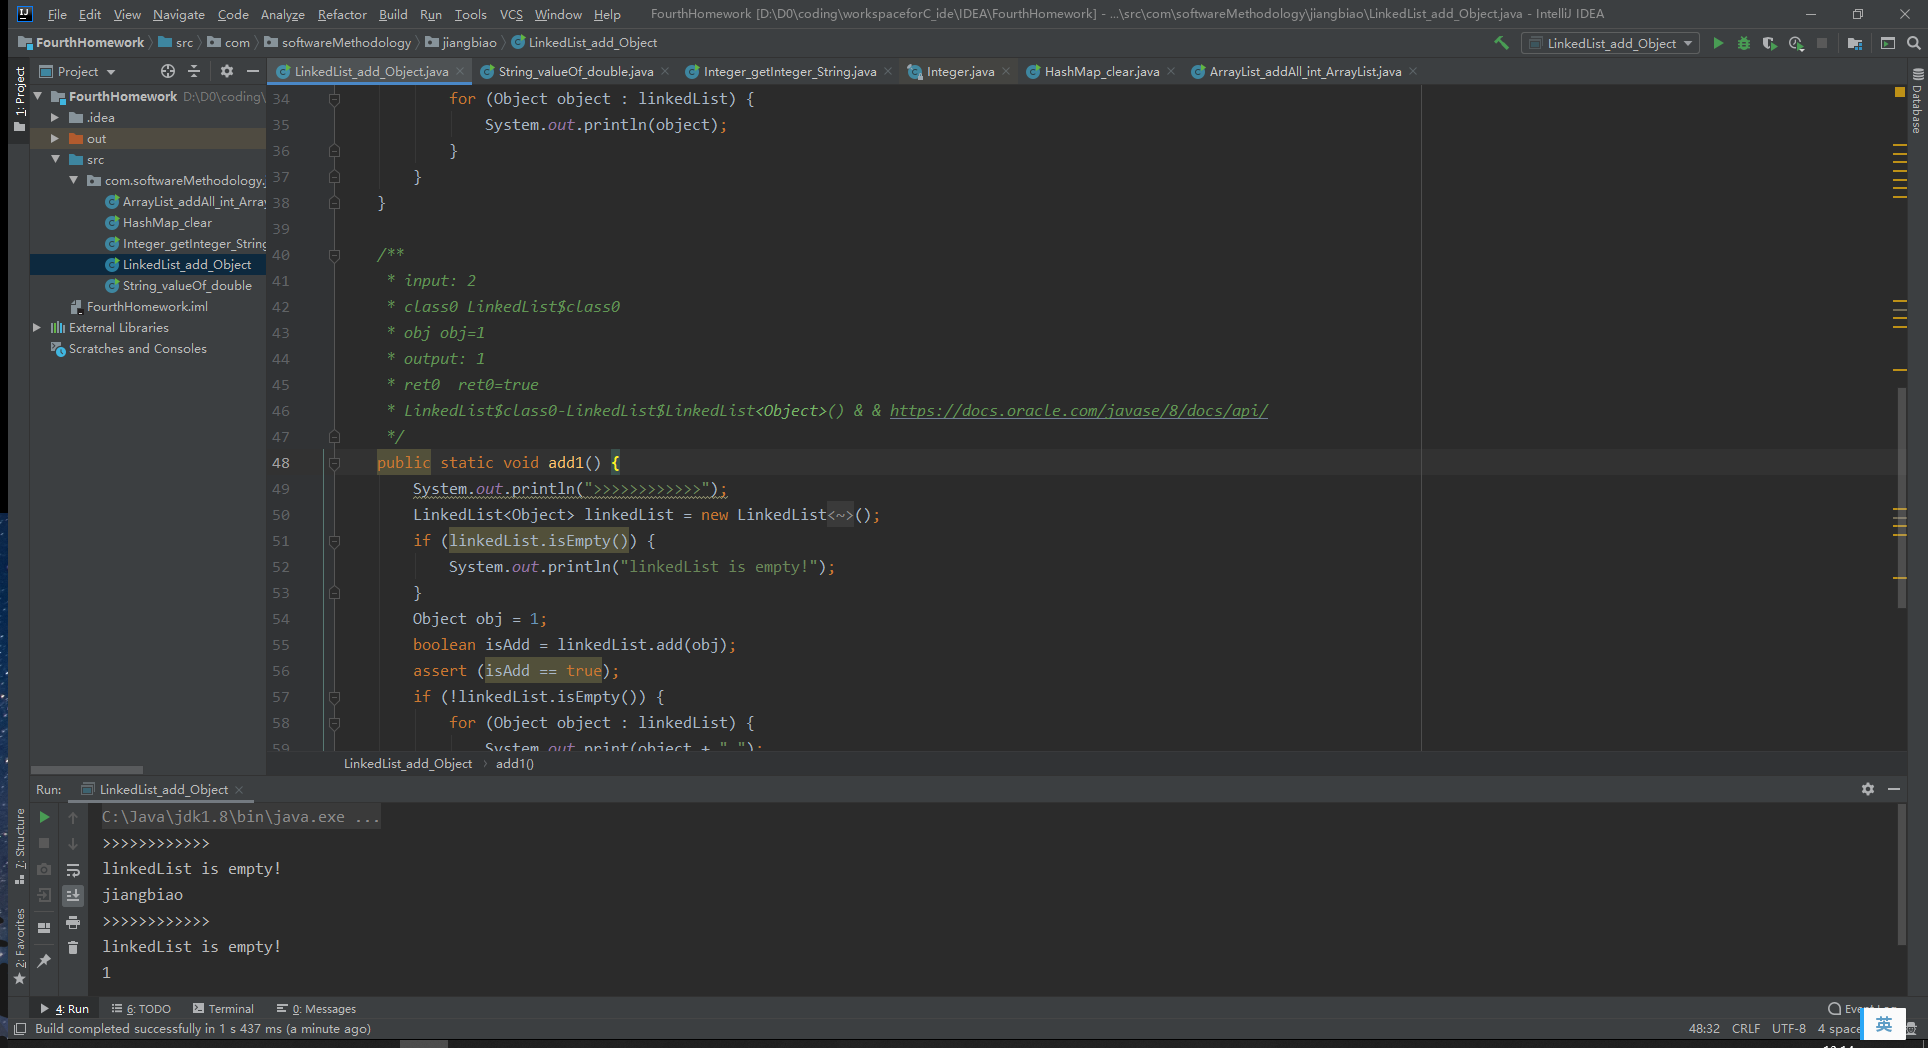 File Edit View Navigate Code Analyze Refactor Build Run Tools VCS Window Help FourthHomework [D:\D0\coding\workspaceforC_ide\IDEA\FourthHomework] - ...\src\com\softwareMethodology\jiangbiao\LinkedList_add_Object.java - IntelliJ IDEA
FourthHomework src com softwareMethodology jiangbiao LinkedList_add_Object LinkedList_add_Object
Project LinkedList_add_Object.java String_valueOf_double.java Integer_getInteger_String.java Integer.java HashMap_clear.java ArrayList_addAll_int_ArrayList.java
1: Project
FourthHomework D:\D0\coding\
.idea
out
src
com.softwareMethodology.
ArrayList_addAll_int_Array
HashMap_clear
Integer_getInteger_String
LinkedList_add_Object
String_valueOf_double
FourthHomework.iml
External Libraries
Scratches and Consoles
34 for (Object object : linkedList) {
35 System.out.println(object);
36 }
37 }
38 }
39
40 /**
41 * input: 2
42 * class0 LinkedList$class0
43 * obj obj=1
44 * output: 1
45 * ret0  ret0=true
46 * LinkedList$class0-LinkedList$LinkedList<Object>() & & https://docs.oracle.com/javase/8/docs/api/
47 */
48 public static void add1() {
49 System.out.println(">>>>>>>>>>>>");
50 LinkedList<Object> linkedList = new LinkedList<~>();
51 if (linkedList.isEmpty()) {
52 System.out.println("linkedList is empty!");
53 }
54 Object obj = 1;
55 boolean isAdd = linkedList.add(obj);
56 assert (isAdd == true);
57 if (!linkedList.isEmpty()) {
58 for (Object object : linkedList) {
59 System.out.print(object + " ");
Database
LinkedList_add_Object › add1()
Run: LinkedList_add_Object
C:\Java\jdk1.8\bin\java.exe ...
>>>>>>>>>>>>
linkedList is empty!
jiangbiao
>>>>>>>>>>>>
linkedList is empty!
1
7: Structure
2: Favorites
4: Run 6: TODO Terminal 0: Messages
Build completed successfully in 1 s 437 ms (a minute ago) 48:32 CRLF UTF-8 4 space
英